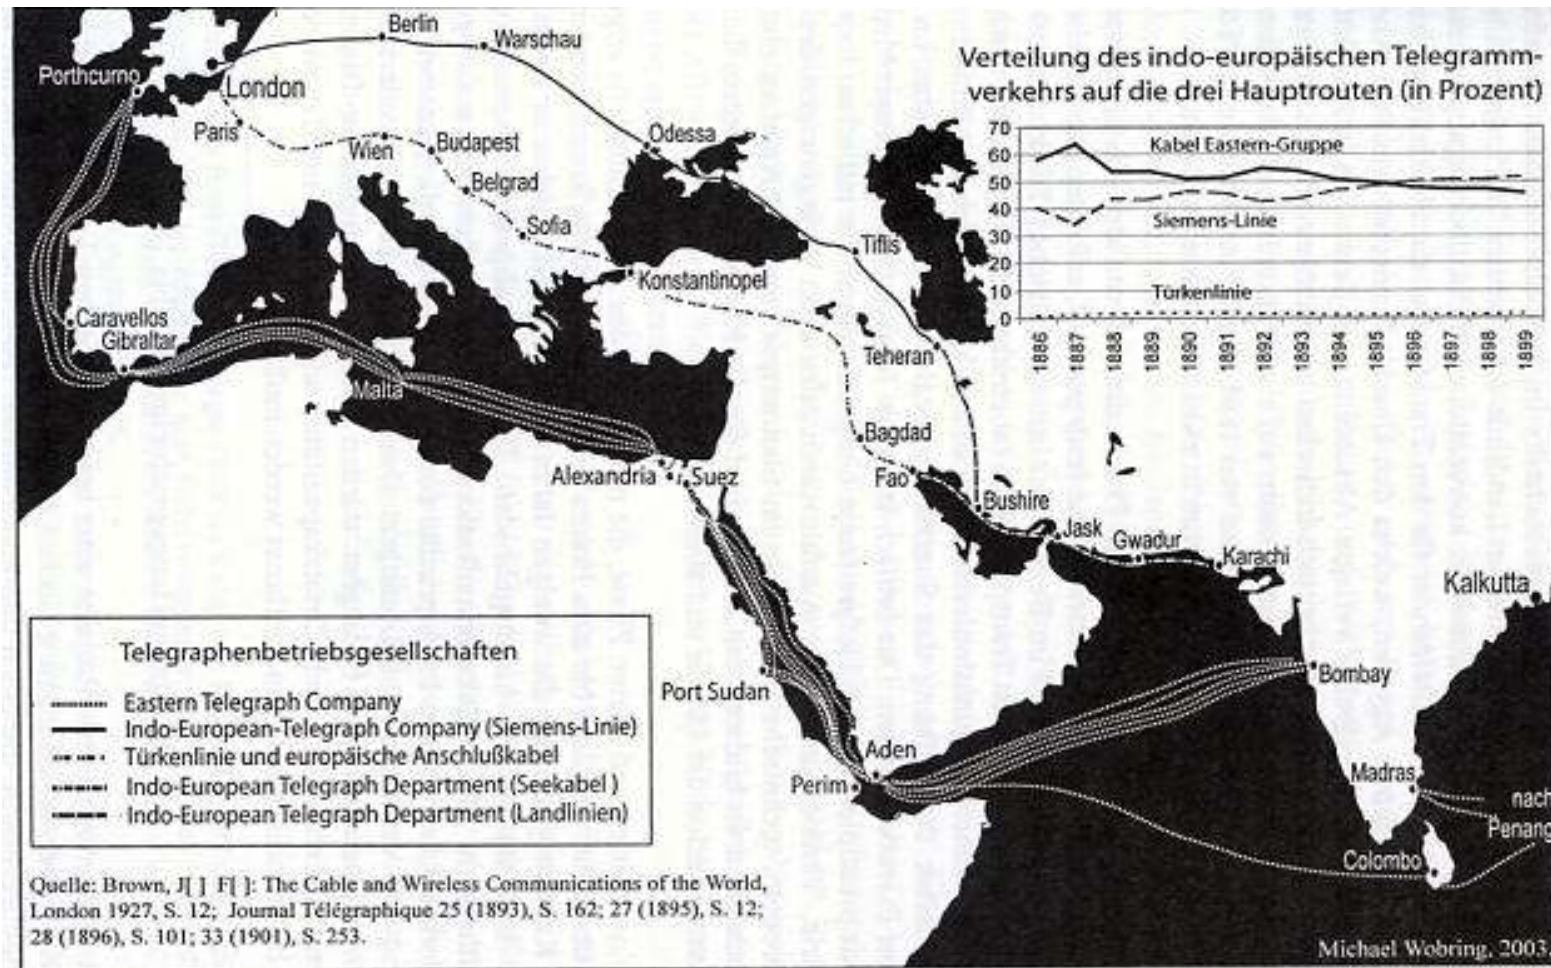 Berlin
Warschau
Porthcurno
London
Paris
Wien
Budapest
Odessa
Belgrad
Sofia
Konstantinopel
Tiflis
Teheran
Caravellos
Gibraltar
Malta
Alexandria
Suez
Bagdad
Fao
Bushire
Jask
Gwadur
Karachi
Kalkutta
Port Sudan
Aden
Perim
Bombay
Madras
nach
Penang
Colombo
Verteilung des indo-europäischen Telegramm-
verkehrs auf die drei Hauptrouten (in Prozent)
70
60
50
40
30
20
10
0
Kabel Eastern-Gruppe
Siemens-Linie
Türkenlinie
1886
1887
1888
1889
1890
1891
1892
1893
1894
1895
1896
1897
1898
1899
Telegraphenbetriebsgesellschaften
Eastern Telegraph Company
Indo-European-Telegraph Company (Siemens-Linie)
Türkenlinie und europäische Anschlußkabel
Indo-European Telegraph Department (Seekabel )
Indo-European Telegraph Department (Landlinien)
Quelle: Brown, J[ ] F[ ]: The Cable and Wireless Communications of the World,
London 1927, S. 12; Journal Télégraphique 25 (1893), S. 162; 27 (1895), S. 12;
28 (1896), S. 101; 33 (1901), S. 253.
Michael Wobring, 2003.